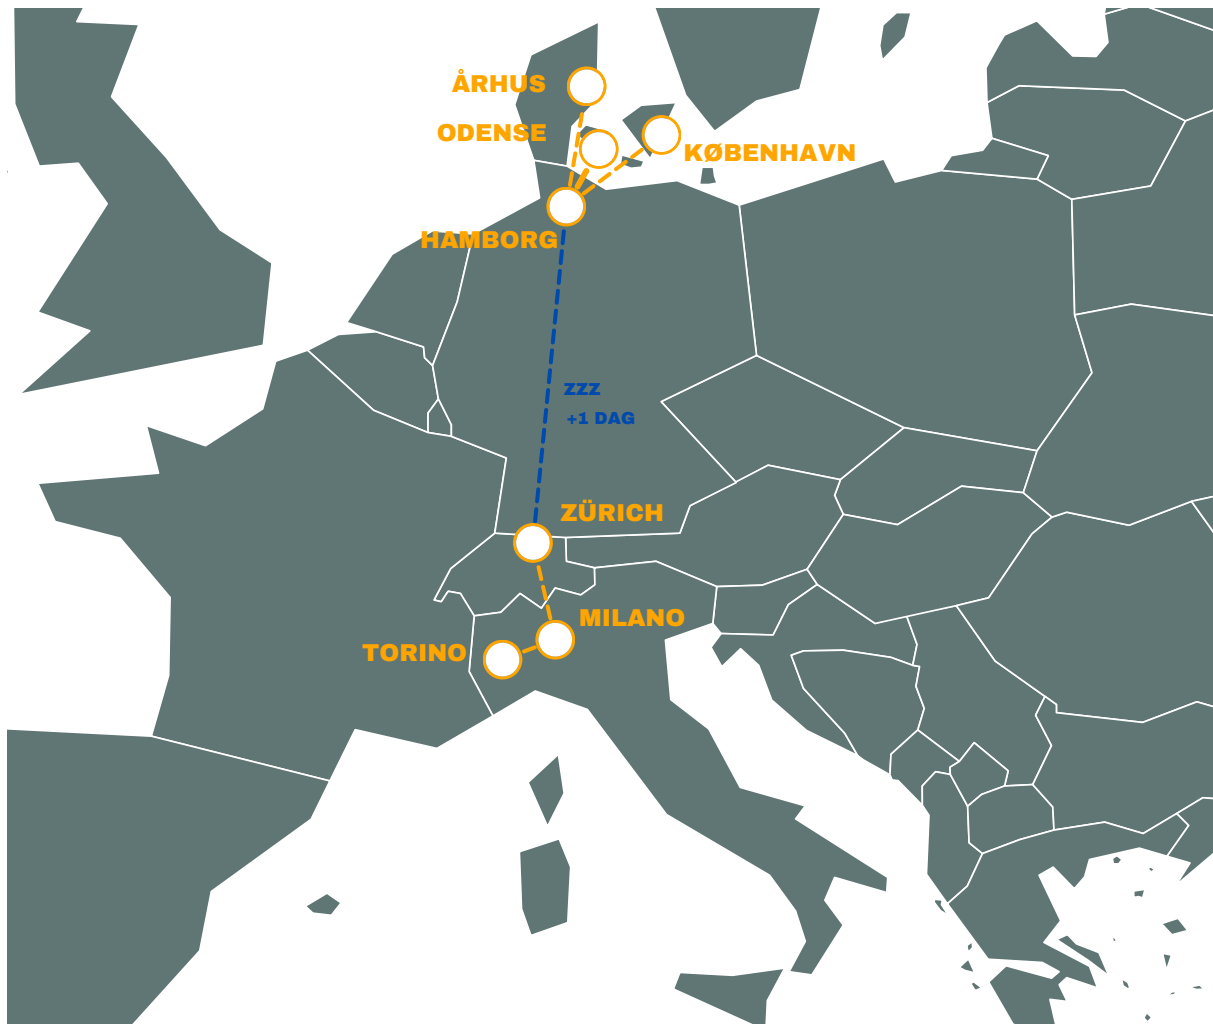 ÅRHUS
ODENSE
KØBENHAVN
HAMBORG
ZZZ
+1 DAG
ZÜRICH
MILANO
TORINO